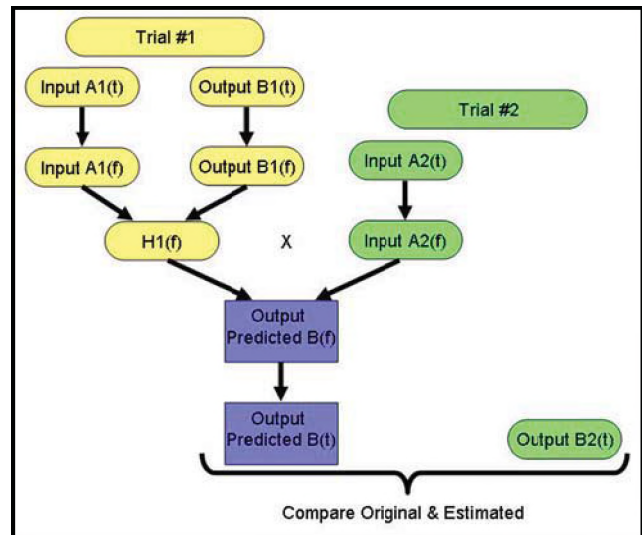 Trial #1
Input A1(t)
Output B1(t)
Trial #2
Input A2(t)
Input A1(f)
Output B1(f)
H1(f)
X
Input A2(f)
Output
Predicted B(f)
Output
Predicted B(t)
Output B2(t)
Compare Original & Estimated